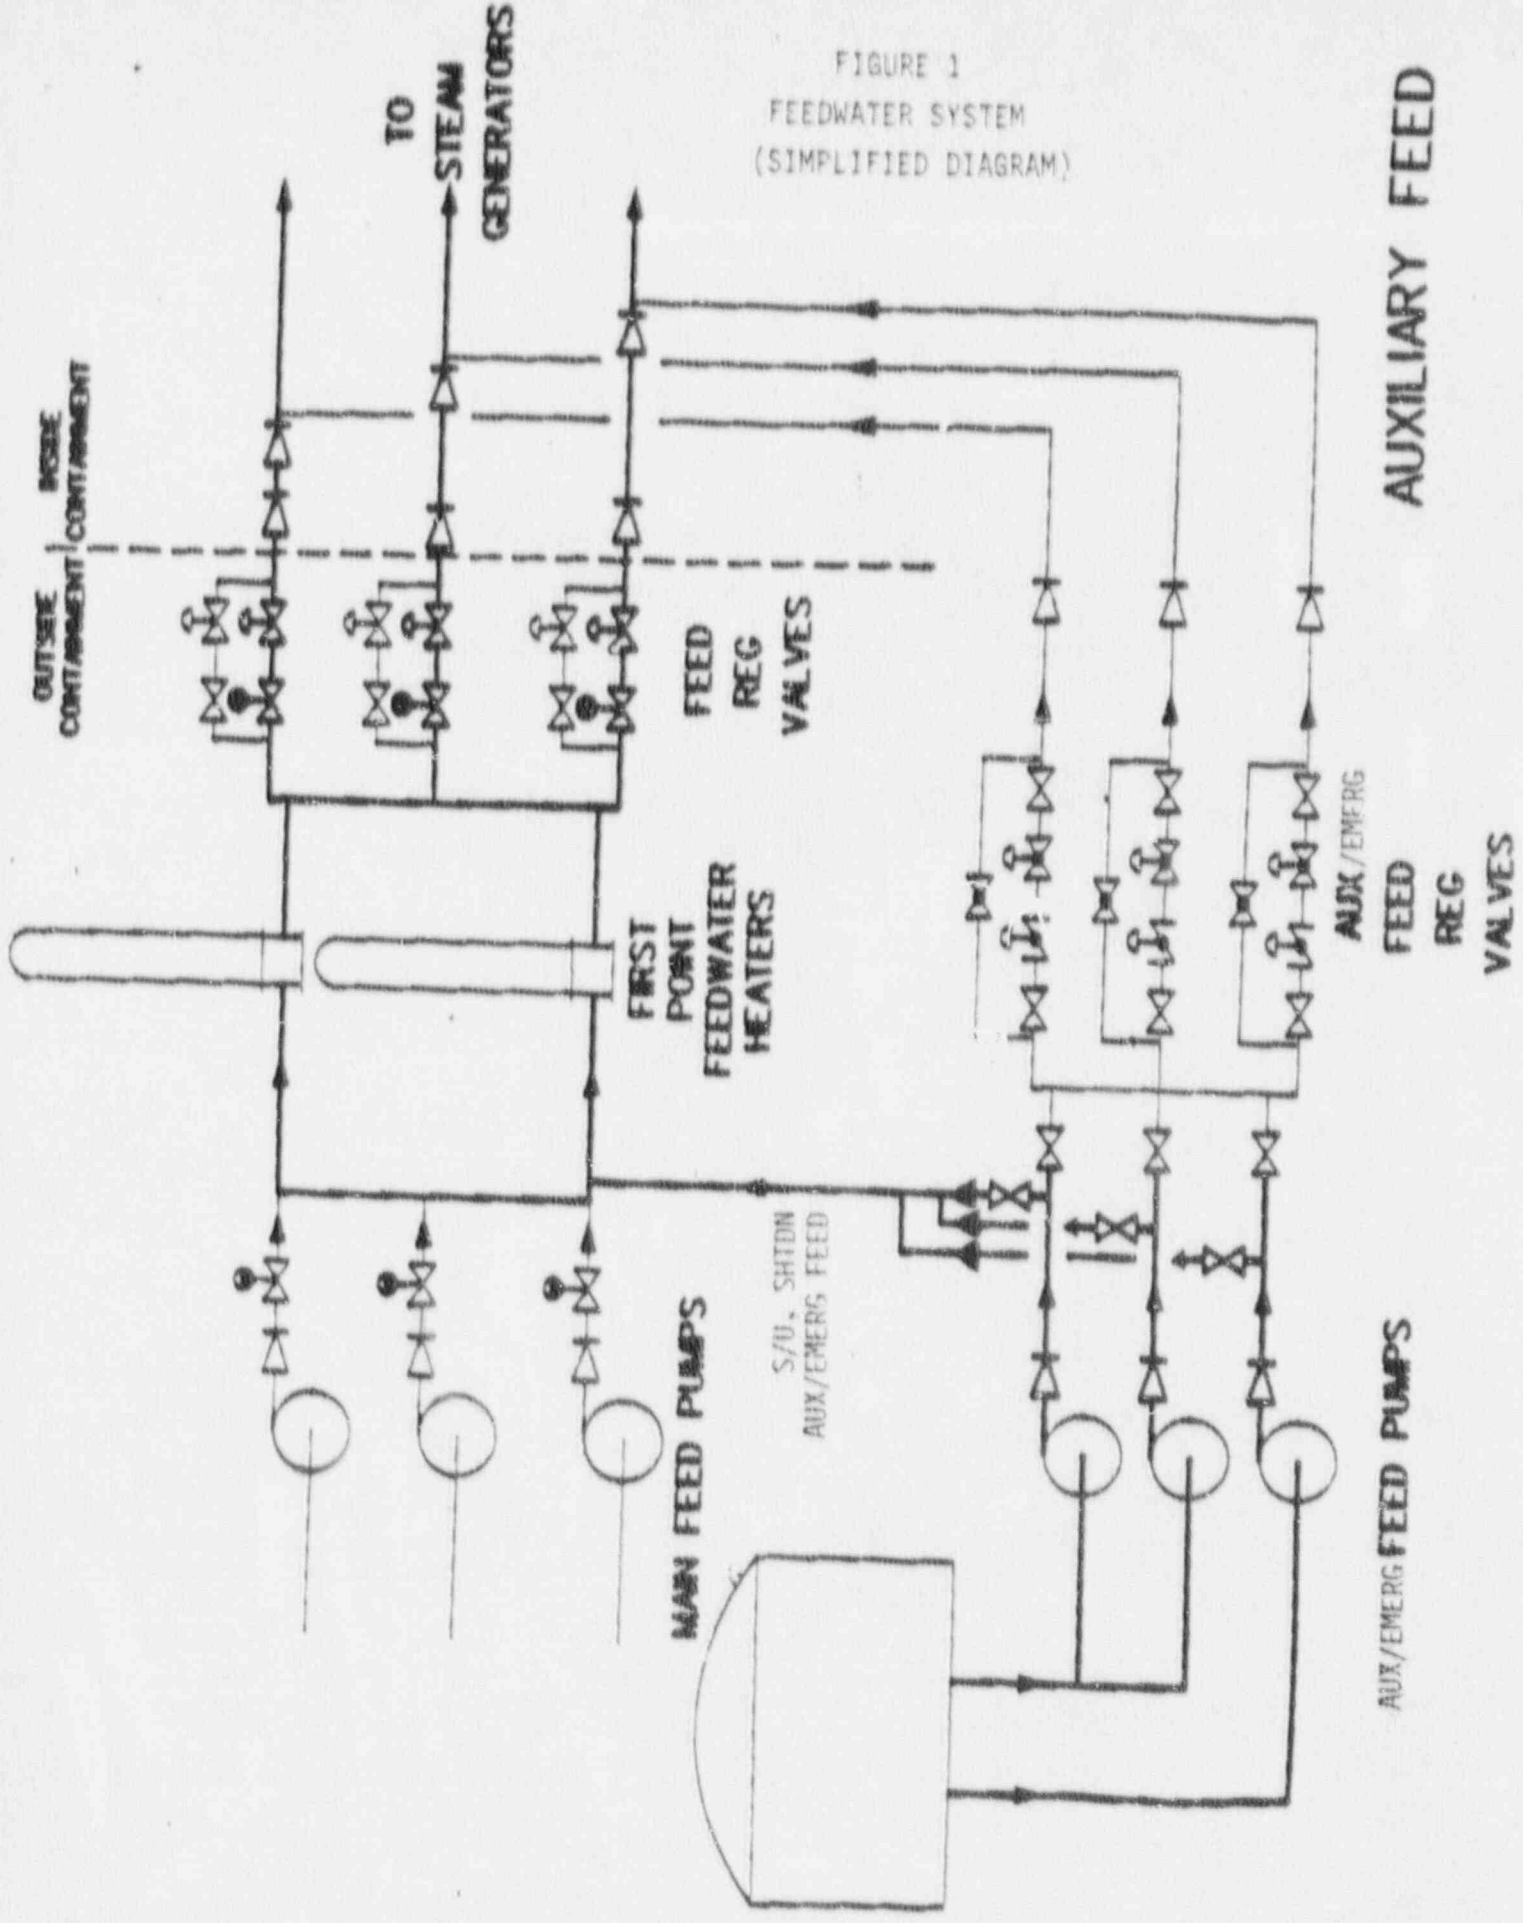 FIGURE 1
FEEDWATER SYSTEM
(SIMPLIFIED DIAGRAM)
TO
STEAM
GENERATORS
INSIDE
CONTAINMENT
OUTSIDE
CONTAINMENT
FEED
REG
VALVES
FIRST
POINT
FEEDWATER
HEATERS
AUXILIARY FEED
AUX/EMERG
FEED
REG
VALVES
S/U, SHTDN
AUX/EMERG FEED
MAIN FEED PUMPS
AUX/EMERG FEED PUMPS